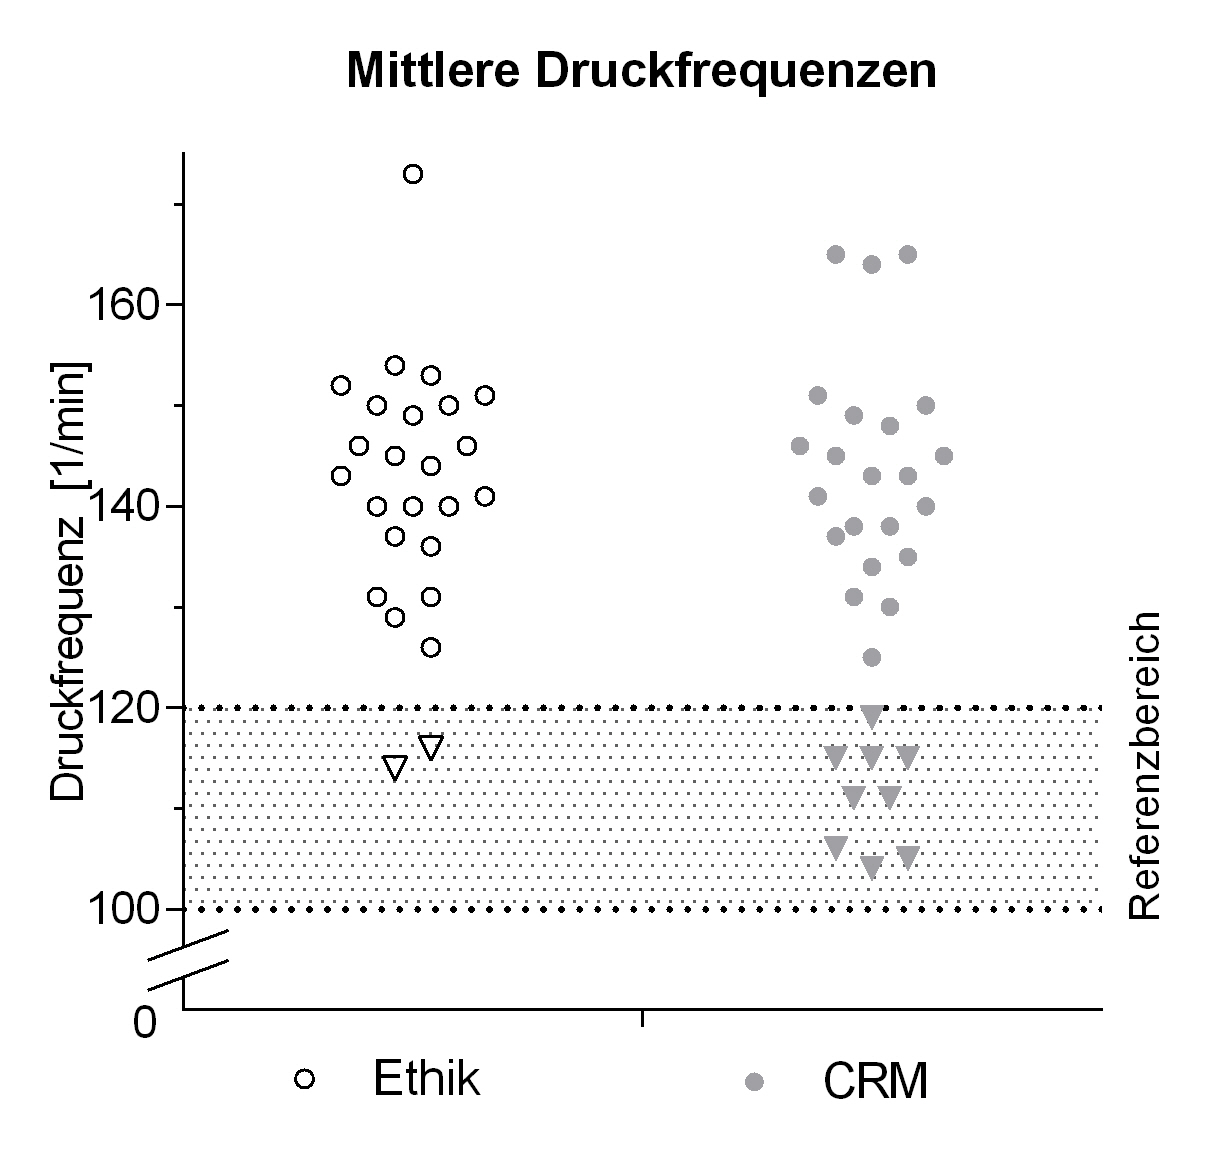 Mittlere Druckfrequenzen
Druckfrequenz [1/min]
160
140
120
100
0
Referenzbereich
Ethik
CRM